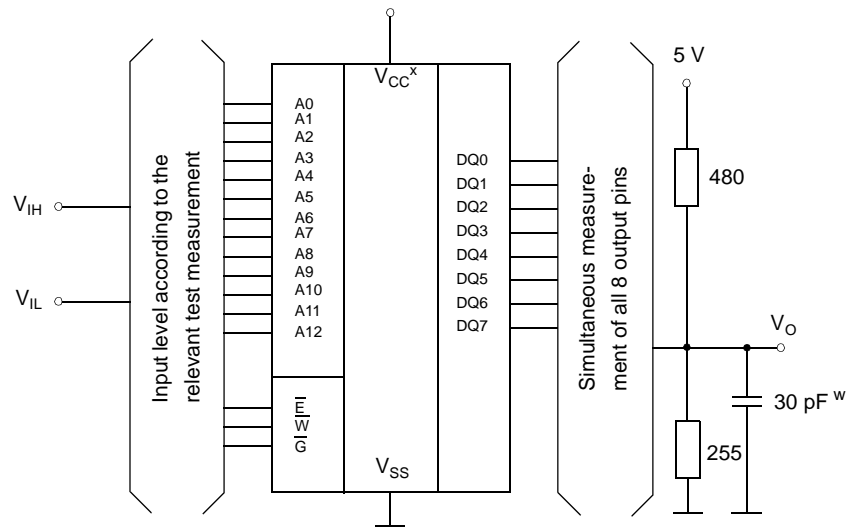 V_IH
V_IL
Input level according to the
relevant test measurement
A0
A1
A2
A3
A4
A5
A6
A7
A8
A9
A10
A11
A12
E̅
W̅
G̅
V_CC^x
V_SS
DQ0
DQ1
DQ2
DQ3
DQ4
DQ5
DQ6
DQ7
Simultaneous measure-
ment of all 8 output pins
5 V
480
V_O
30 pF ^w
255